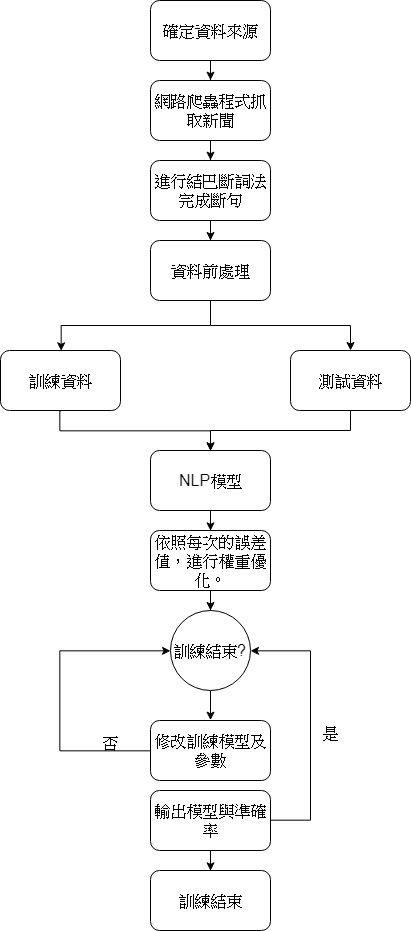 確定資料來源
網路爬蟲程式抓
取新聞
進行結巴斷詞法
完成斷句
資料前處理
訓練資料
測試資料
NLP模型
依照每次的誤差
值，進行權重優
化。
訓練結束?
否
是
修改訓練模型及
參數
輸出模型與準確
率
訓練結束